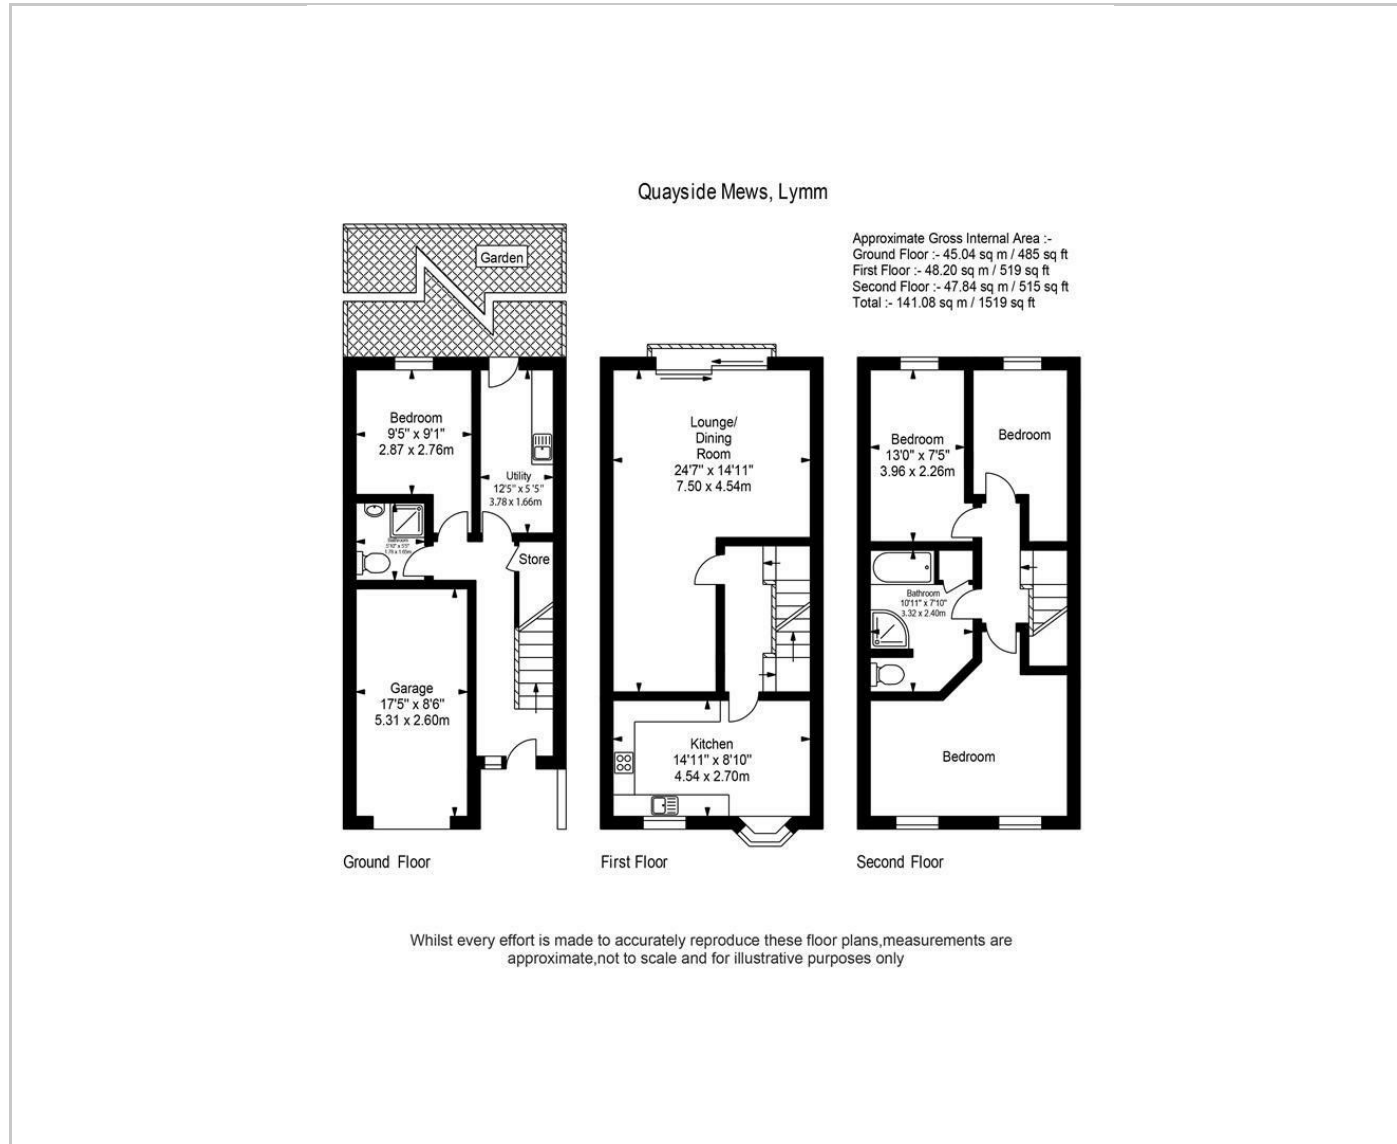 Quayside Mews, Lymm
Approximate Gross Internal Area :-
Ground Floor :- 45.04 sq m / 485 sq ft
First Floor :- 48.20 sq m / 519 sq ft
Second Floor :- 47.84 sq m / 515 sq ft
Total :- 141.08 sq m / 1519 sq ft
Garden
Bedroom
9'5" x 9'1"
2.87 x 2.76m
Utility
12'5" x 5'5"
3.78 x 1.66m
Store
Garage
17'5" x 8'6"
5.31 x 2.60m
Ground Floor
Lounge/
Dining
Room
24'7" x 14'11"
7.50 x 4.54m
Kitchen
14'11" x 8'10"
4.54 x 2.70m
First Floor
Bedroom
13'0" x 7'5"
3.96 x 2.26m
Bedroom
Bathroom
10'11" x 7'10"
3.32 x 2.40m
Bedroom
Second Floor
Whilst every effort is made to accurately reproduce these floor plans,measurements are
approximate,not to scale and for illustrative purposes only